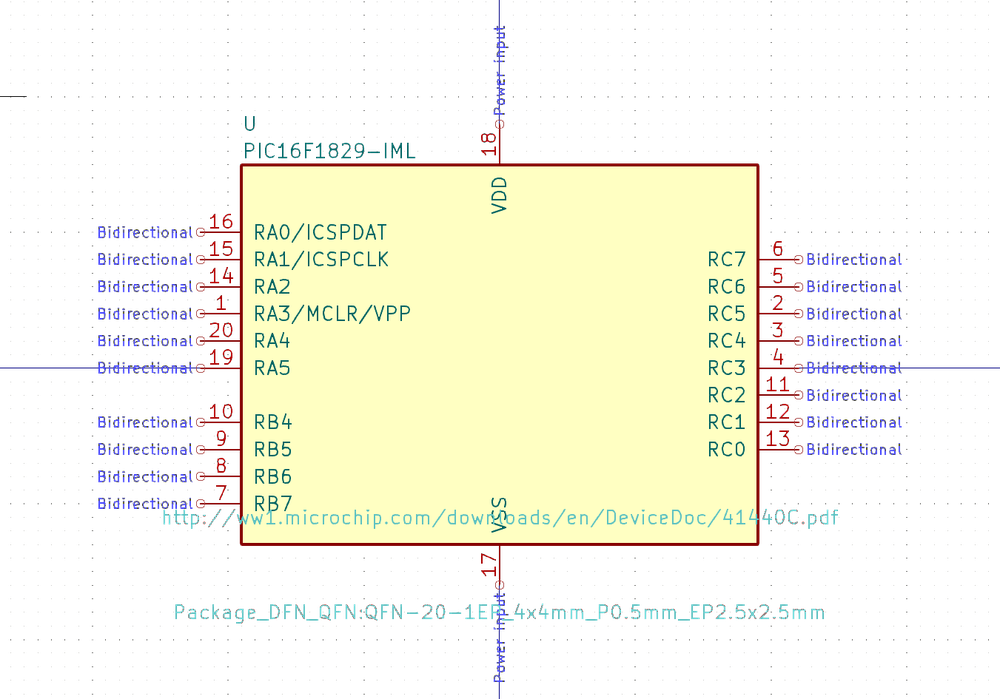 Power input
18
U
PIC16F1829-IML
VDD
Bidirectional 16 RA0/ICSPDAT
Bidirectional 15 RA1/ICSPCLK
RC7 6 Bidirectional
Bidirectional 14 RA2
RC6 5 Bidirectional
Bidirectional 1 RA3/MCLR/VPP
RC5 2 Bidirectional
Bidirectional 20 RA4
RC4 3 Bidirectional
Bidirectional 19 RA5
RC3 4 Bidirectional
RC2 11 Bidirectional
Bidirectional 10 RB4
RC1 12 Bidirectional
Bidirectional 9 RB5
RC0 13 Bidirectional
Bidirectional 8 RB6
Bidirectional 7 RB7
VSS
http://ww1.microchip.com/downloads/en/DeviceDoc/41440C.pdf
17
Package_DFN_QFN:QFN-20-1EP_4x4mm_P0.5mm_EP2.5x2.5mm
Power input